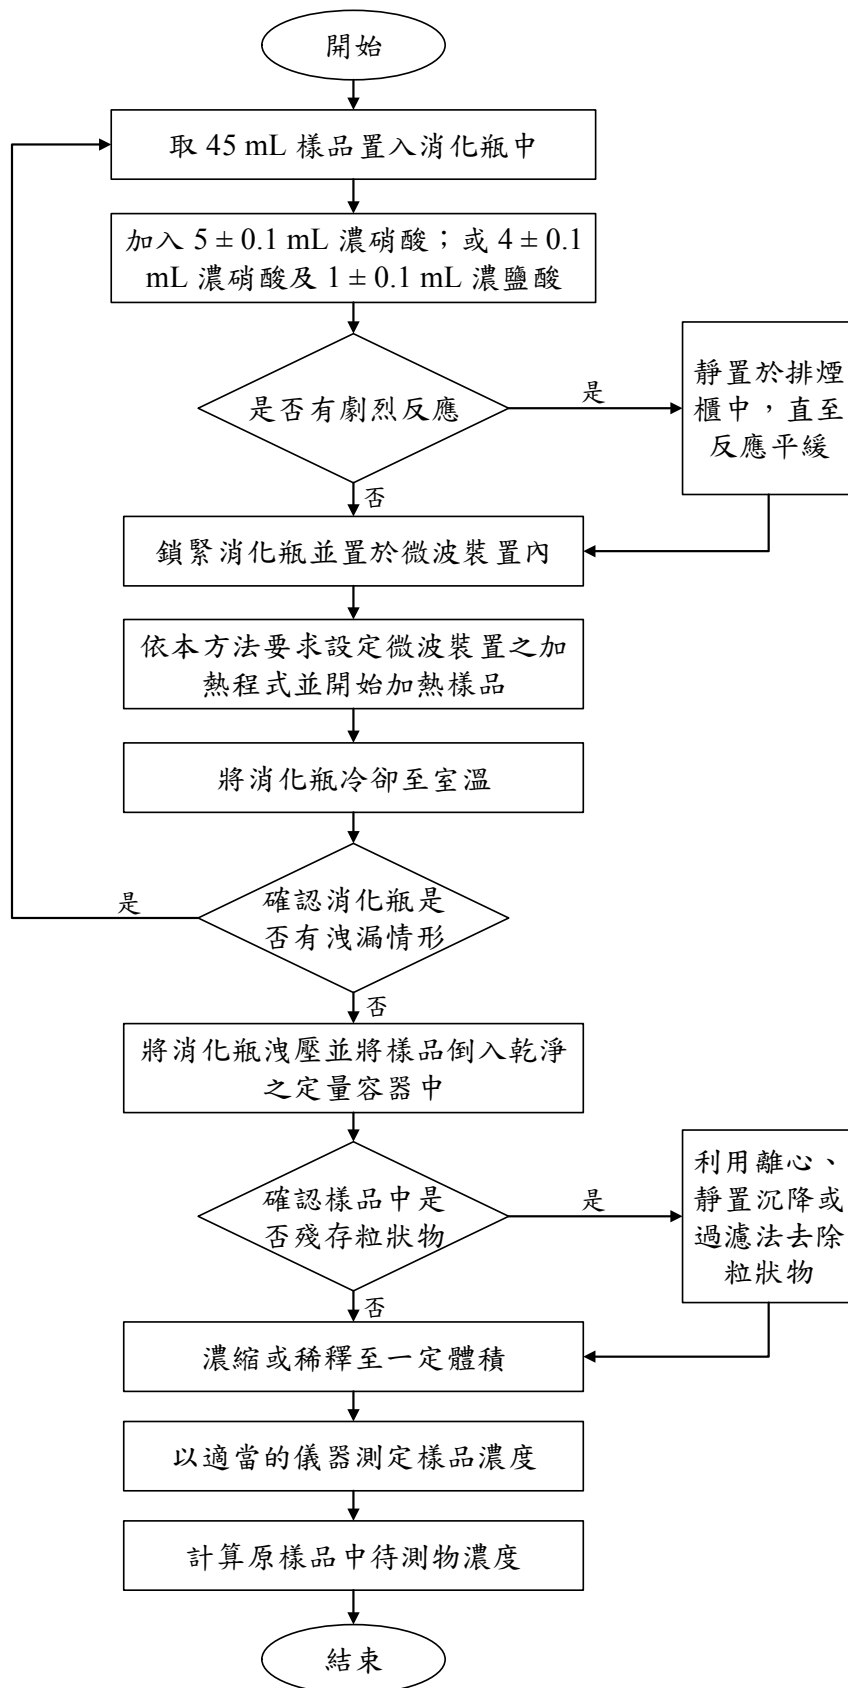 開始
取 45 mL 樣品置入消化瓶中
加入 5 ± 0.1 mL 濃硝酸；或 4 ± 0.1
mL 濃硝酸及 1 ± 0.1 mL 濃鹽酸
是否有劇烈反應
是
靜置於排煙
櫃中，直至
反應平緩
否
鎖緊消化瓶並置於微波裝置內
依本方法要求設定微波裝置之加
熱程式並開始加熱樣品
將消化瓶冷卻至室溫
確認消化瓶是
否有洩漏情形
是
否
將消化瓶洩壓並將樣品倒入乾淨
之定量容器中
確認樣品中是
否殘存粒狀物
是
利用離心、
靜置沉降或
過濾法去除
粒狀物
否
濃縮或稀釋至一定體積
以適當的儀器測定樣品濃度
計算原樣品中待測物濃度
結束